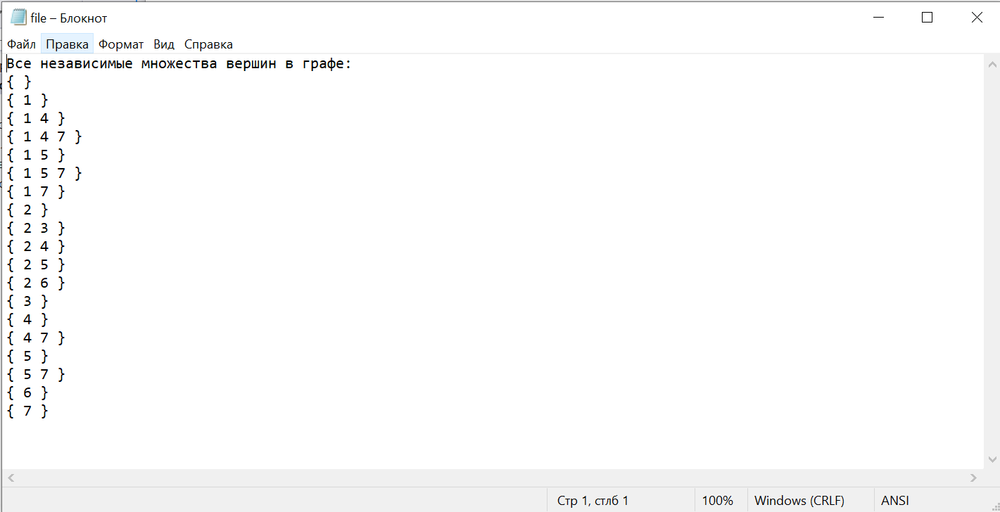 file – Блокнот
Файл Правка Формат Вид Справка
Все независимые множества вершин в графе:
{ }
{ 1 }
{ 1 4 }
{ 1 4 7 }
{ 1 5 }
{ 1 5 7 }
{ 1 7 }
{ 2 }
{ 2 3 }
{ 2 4 }
{ 2 5 }
{ 2 6 }
{ 3 }
{ 4 }
{ 4 7 }
{ 5 }
{ 5 7 }
{ 6 }
{ 7 }
Стр 1, стлб 1 100% Windows (CRLF) ANSI